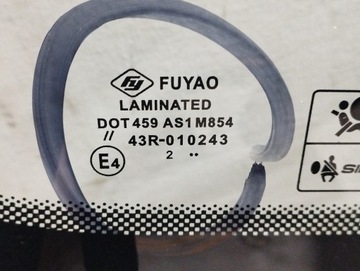 FY FUYAO
LAMINATED
DOT 459 AS1 M854
// 43R-010243
E4 2 ••